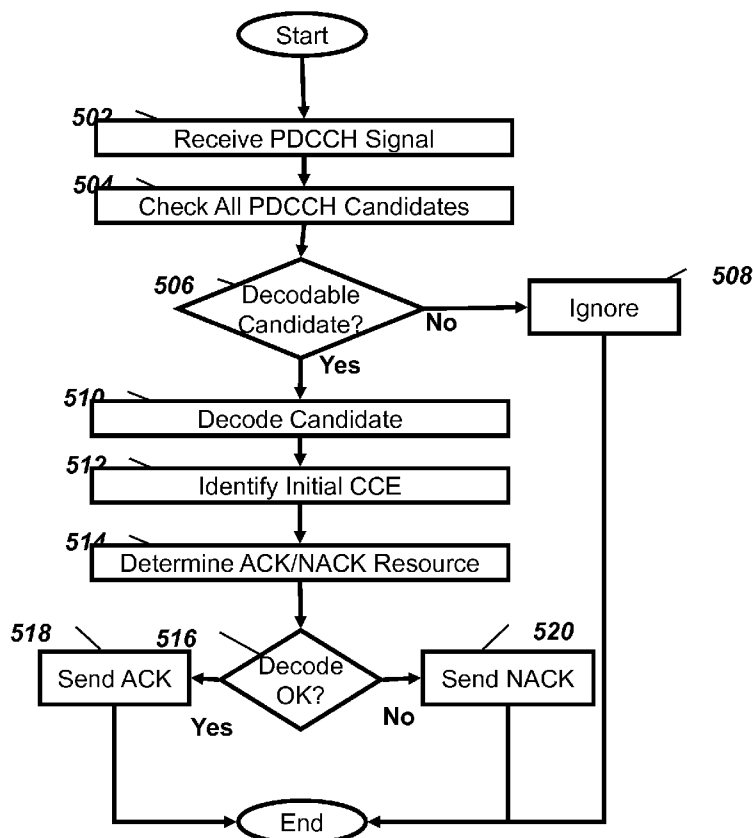 Start
502
Receive PDCCH Signal
504
Check All PDCCH Candidates
506
Decodable
Candidate?
No
508
Ignore
Yes
510
Decode Candidate
512
Identify Initial CCE
514
Determine ACK/NACK Resource
518
516
520
Send ACK
Decode
OK?
Send NACK
Yes
No
End